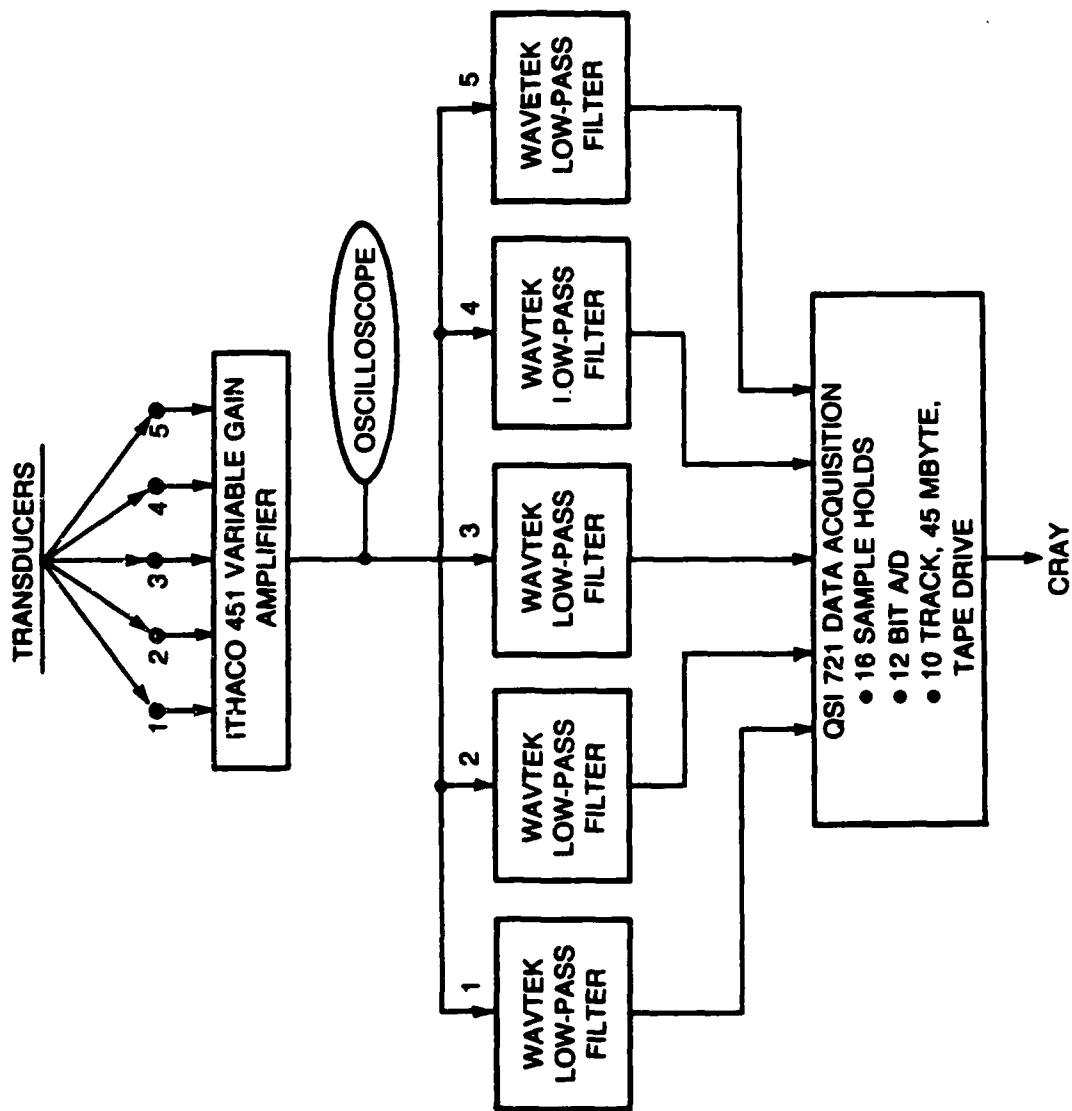 TRANSDUCERS
1
2
3
4
5
ITHACO 451 VARIABLE GAIN
AMPLIFIER
OSCILLOSCOPE
1
2
3
4
5
WAVTEK
LOW-PASS
FILTER
WAVTEK
LOW-PASS
FILTER
WAVTEK
LOW-PASS
FILTER
WAVTEK
LOW-PASS
FILTER
WAVETEK
LOW-PASS
FILTER
QSI 721 DATA ACQUISITION
• 16 SAMPLE HOLDS
• 12 BIT A/D
• 10 TRACK, 45 MBYTE,
TAPE DRIVE
CRAY